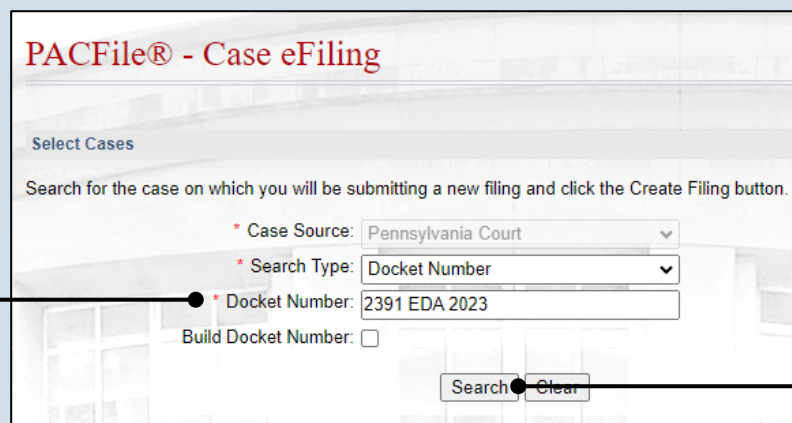 PACFile® - Case eFiling
Select Cases
Search for the case on which you will be submitting a new filing and click the Create Filing button.
* Case Source: Pennsylvania Court
* Search Type: Docket Number
* Docket Number: 2391 EDA 2023
Build Docket Number:
Search Clear